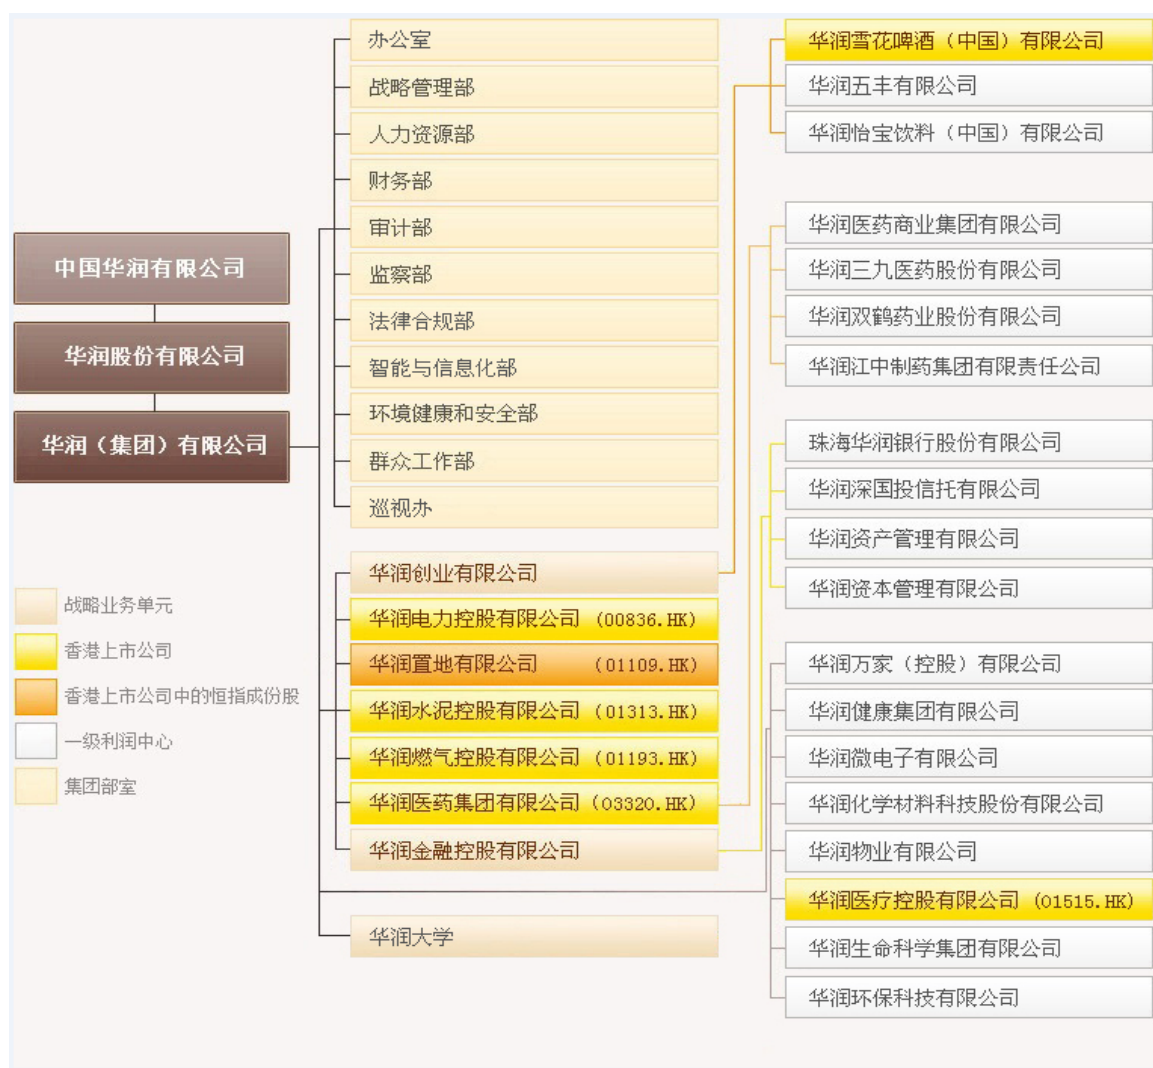 中国华润有限公司
华润股份有限公司
华润（集团）有限公司
战略业务单元
香港上市公司
香港上市公司中的恒指成份股
一级利润中心
集团部室
办公室
战略管理部
人力资源部
财务部
审计部
监察部
法律合规部
智能与信息化部
环境健康和安全部
群众工作部
巡视办
华润创业有限公司
华润电力控股有限公司 (00836.HK)
华润置地有限公司 (01109.HK)
华润水泥控股有限公司 (01313.HK)
华润燃气控股有限公司 (01193.HK)
华润医药集团有限公司 (03320.HK)
华润金融控股有限公司
华润大学
华润雪花啤酒（中国）有限公司
华润五丰有限公司
华润怡宝饮料（中国）有限公司
华润医药商业集团有限公司
华润三九医药股份有限公司
华润双鹤药业股份有限公司
华润江中制药集团有限责任公司
珠海华润银行股份有限公司
华润深国投信托有限公司
华润资产管理有限公司
华润资本管理有限公司
华润万家（控股）有限公司
华润健康集团有限公司
华润微电子有限公司
华润化学材料科技股份有限公司
华润物业有限公司
华润医疗控股有限公司 (01515.HK)
华润生命科学集团有限公司
华润环保科技有限公司